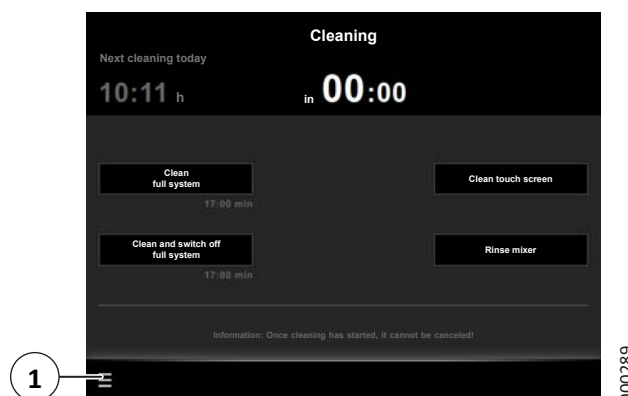 Cleaning
Next cleaning today
10:11 h
in 00:00
Clean
full system
17:00 min
Clean touch screen
Clean and switch off
full system
17:00 min
Rinse mixer
Information: Once cleaning has started, it cannot be canceled!
1